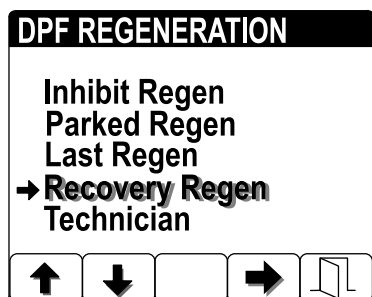 DPF REGENERATION
Inhibit Regen
Parked Regen
Last Regen
Recovery Regen
Technician